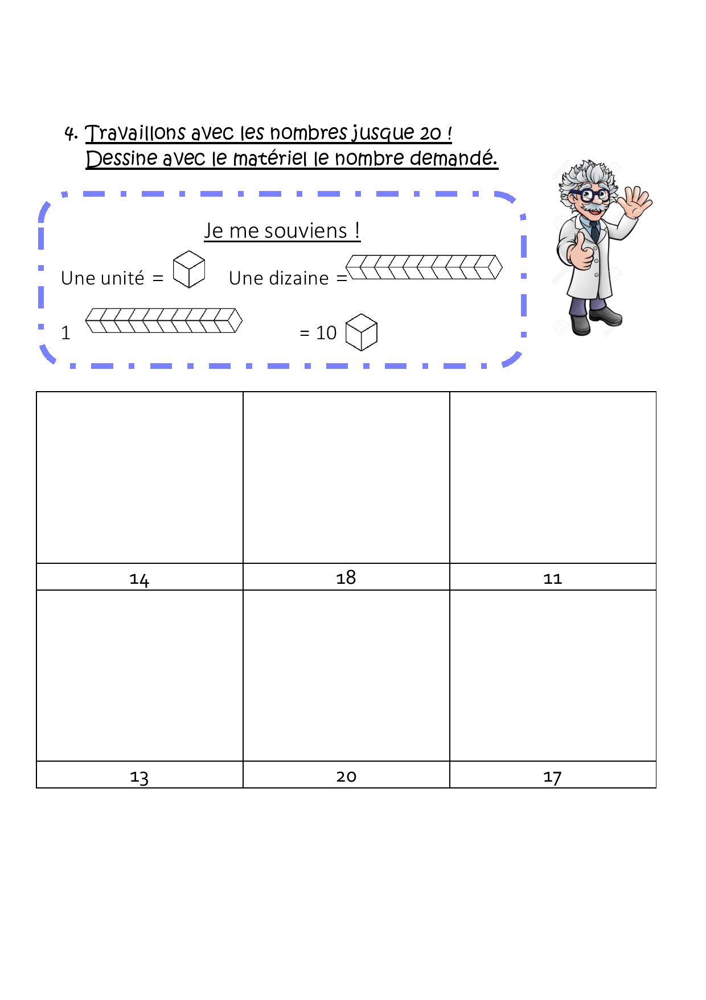 4. Travaillons avec les nombres jusque 20 !
Dessine avec le matériel le nombre demandé.
Je me souviens !
Une unité = Une dizaine =
1 = 10
14 18 11
13 20 17